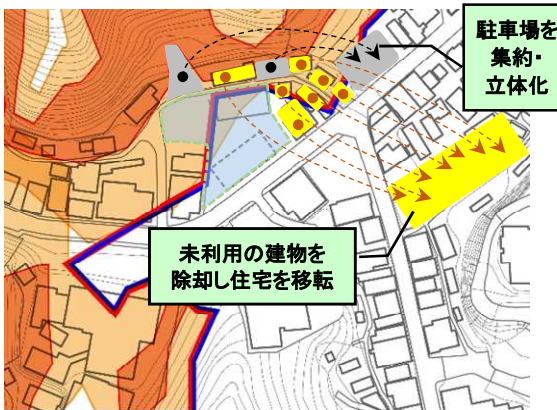 駐車場を
集約・
立体化
未利用の建物を
除却し住宅を移転